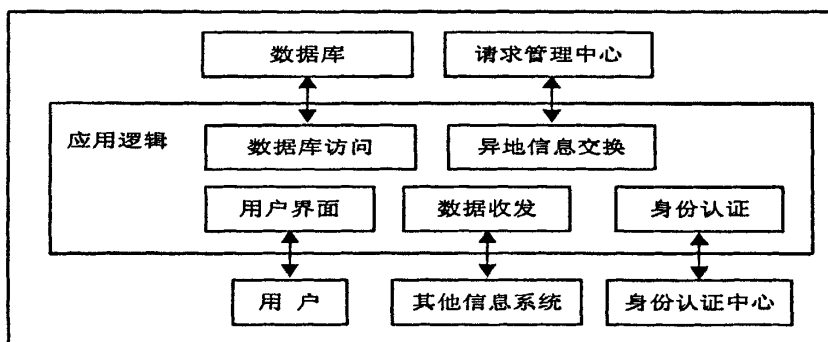 数据库 请求管理中心
应用逻辑
数据库访问 异地信息交换
用户界面 数据收发 身份认证
用户 其他信息系统 身份认证中心